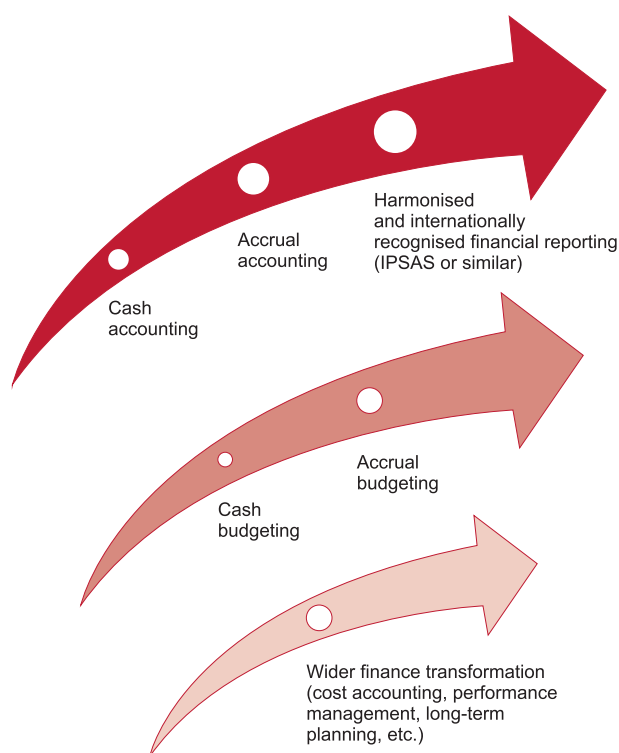 Harmonised
and internationally
recognised financial reporting
(IPSAS or similar)
Accrual
accounting
Cash
accounting
Accrual
budgeting
Cash
budgeting
Wider finance transformation
(cost accounting, performance
management, long-term
planning, etc.)